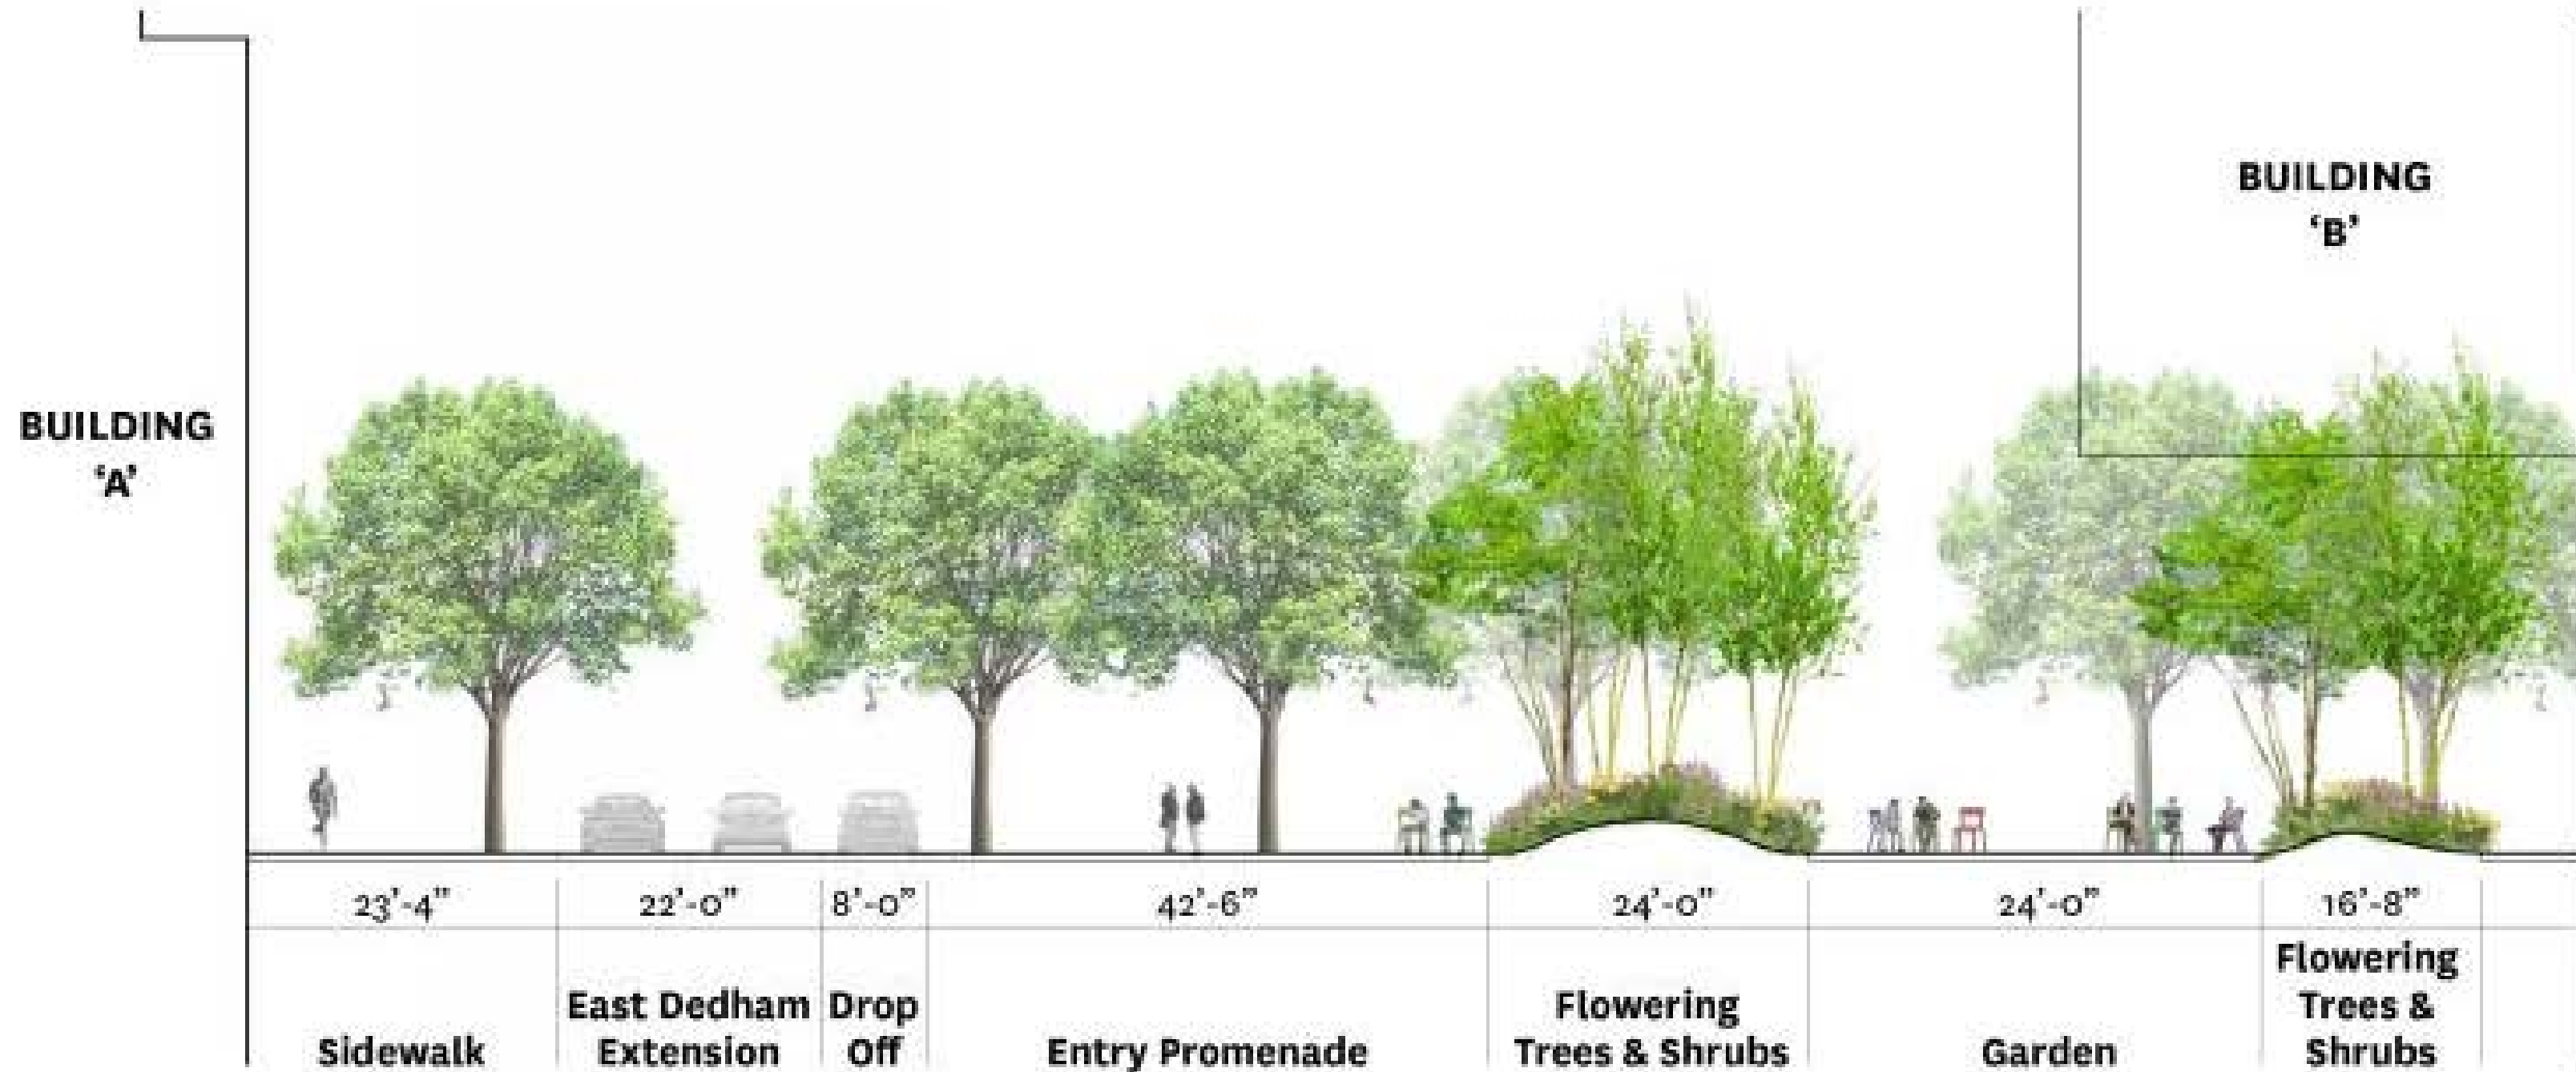 BUILDING
‘A’
BUILDING
‘B’
23’-4”
22’-0”
8’-0”
42’-6”
24’-0”
24’-0”
16’-8”
Sidewalk
East Dedham
Extension
Drop
Off
Entry Promenade
Flowering
Trees & Shrubs
Garden
Flowering
Trees &
Shrubs